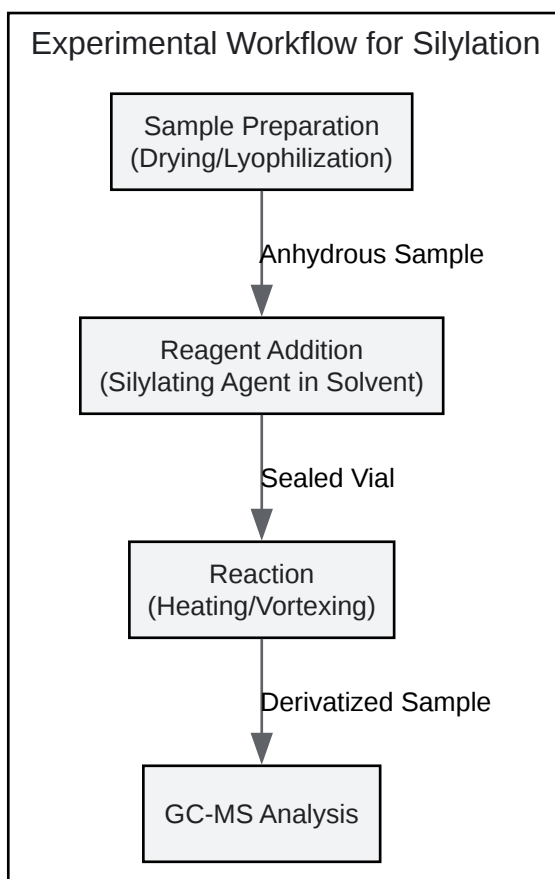 Experimental Workflow for Silylation
Sample Preparation
(Drying/Lyophilization)
Anhydrous Sample
Reagent Addition
(Silylating Agent in Solvent)
Sealed Vial
Reaction
(Heating/Vortexing)
Derivatized Sample
GC-MS Analysis